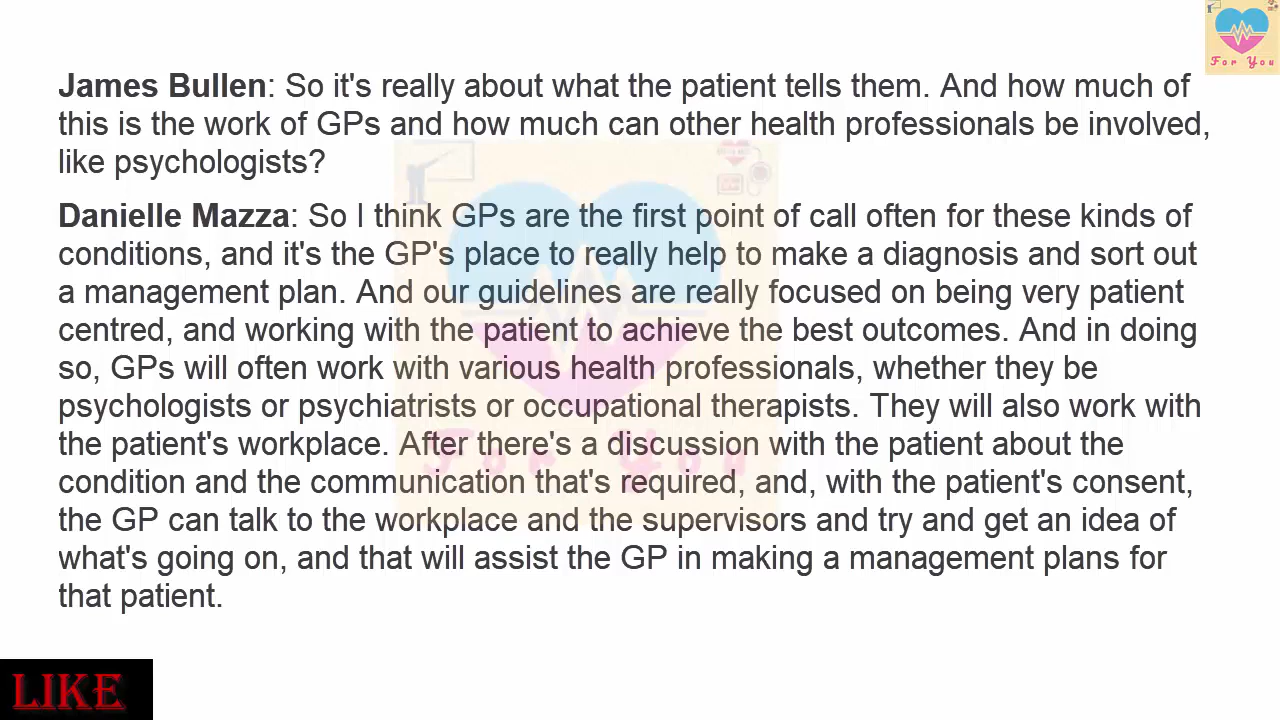 For You
James Bullen: So it's really about what the patient tells them. And how much of
this is the work of GPs and how much can other health professionals be involved,
like psychologists?
Danielle Mazza: So I think GPs are the first point of call often for these kinds of
conditions, and it's the GP's place to really help to make a diagnosis and sort out
a management plan. And our guidelines are really focused on being very patient
centred, and working with the patient to achieve the best outcomes. And in doing
so, GPs will often work with various health professionals, whether they be
psychologists or psychiatrists or occupational therapists. They will also work with
the patient's workplace. After there's a discussion with the patient about the
condition and the communication that's required, and, with the patient's consent,
the GP can talk to the workplace and the supervisors and try and get an idea of
what's going on, and that will assist the GP in making a management plans for
that patient.
For You
LIKE